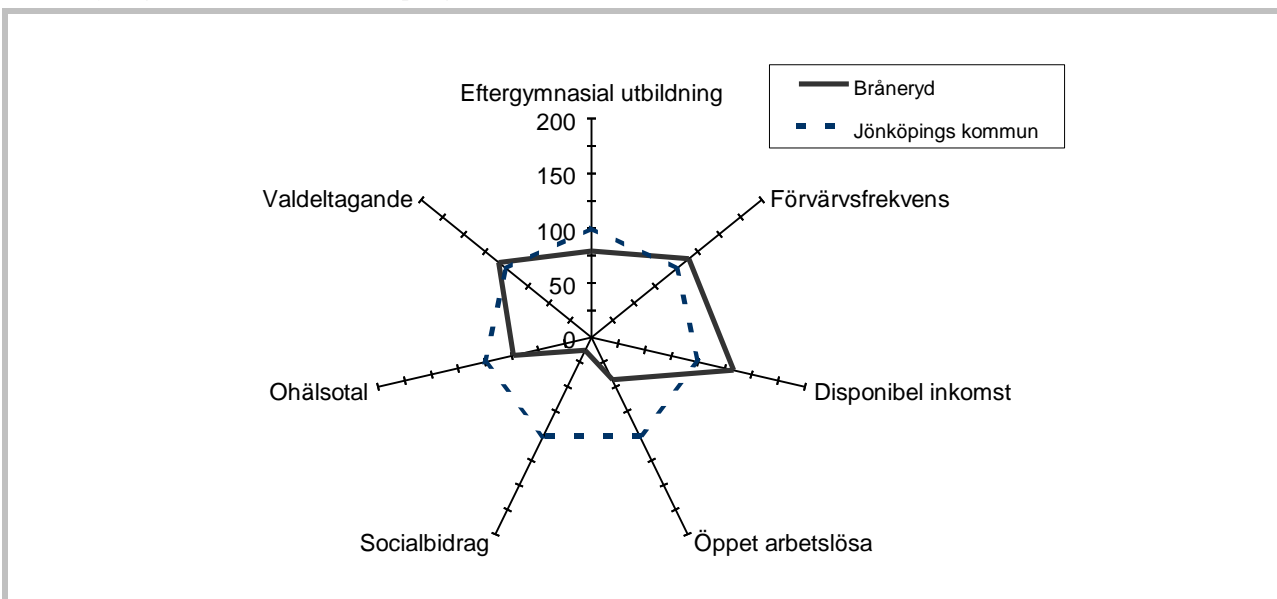 Bråneryd
Jönköpings kommun
Eftergymnasial utbildning
200
150
100
50
0
Valdeltagande
Förvärvsfrekvens
Ohälsotal
Disponibel inkomst
Socialbidrag
Öppet arbetslösa